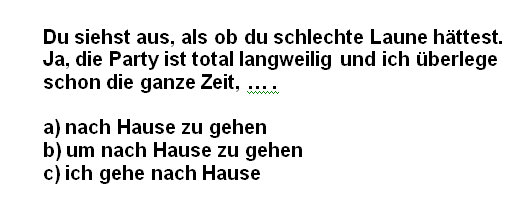 Du siehst aus, als ob du schlechte Laune hättest.
Ja, die Party ist total langweilig und ich überlege
schon die ganze Zeit, ... .
a) nach Hause zu gehen
b) um nach Hause zu gehen
c) ich gehe nach Hause